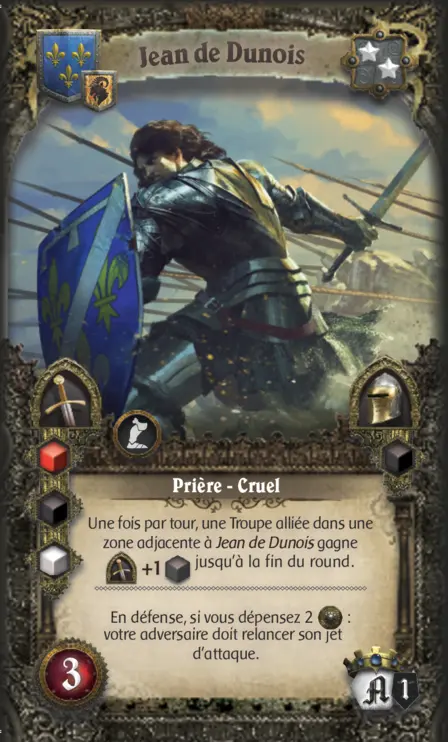 Jean de Dunois
Prière - Cruel
Une fois par tour, une Troupe alliée dans une
zone adjacente à Jean de Dunois gagne
+1 jusqu'à la fin du round.
En défense, si vous dépensez 2 :
votre adversaire doit relancer son jet
d'attaque.
3
A 1